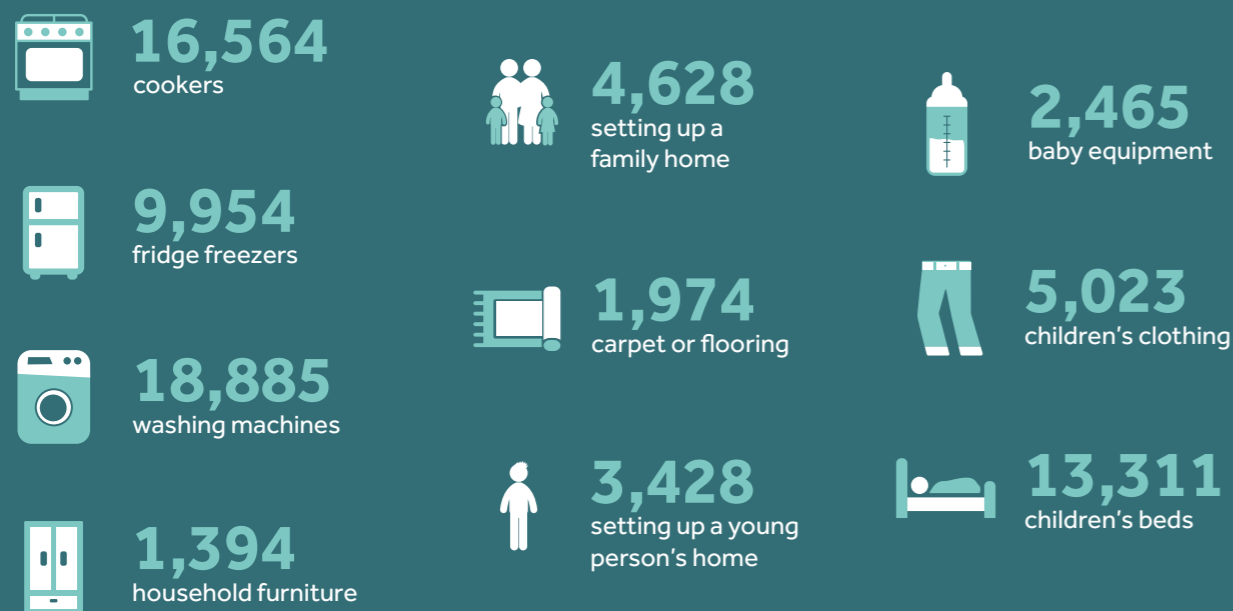 16,564
cookers
9,954
fridge freezers
18,885
washing machines
1,394
household furniture
4,628
setting up a
family home
1,974
carpet or flooring
3,428
setting up a young
person's home
2,465
baby equipment
5,023
children's clothing
13,311
children's beds